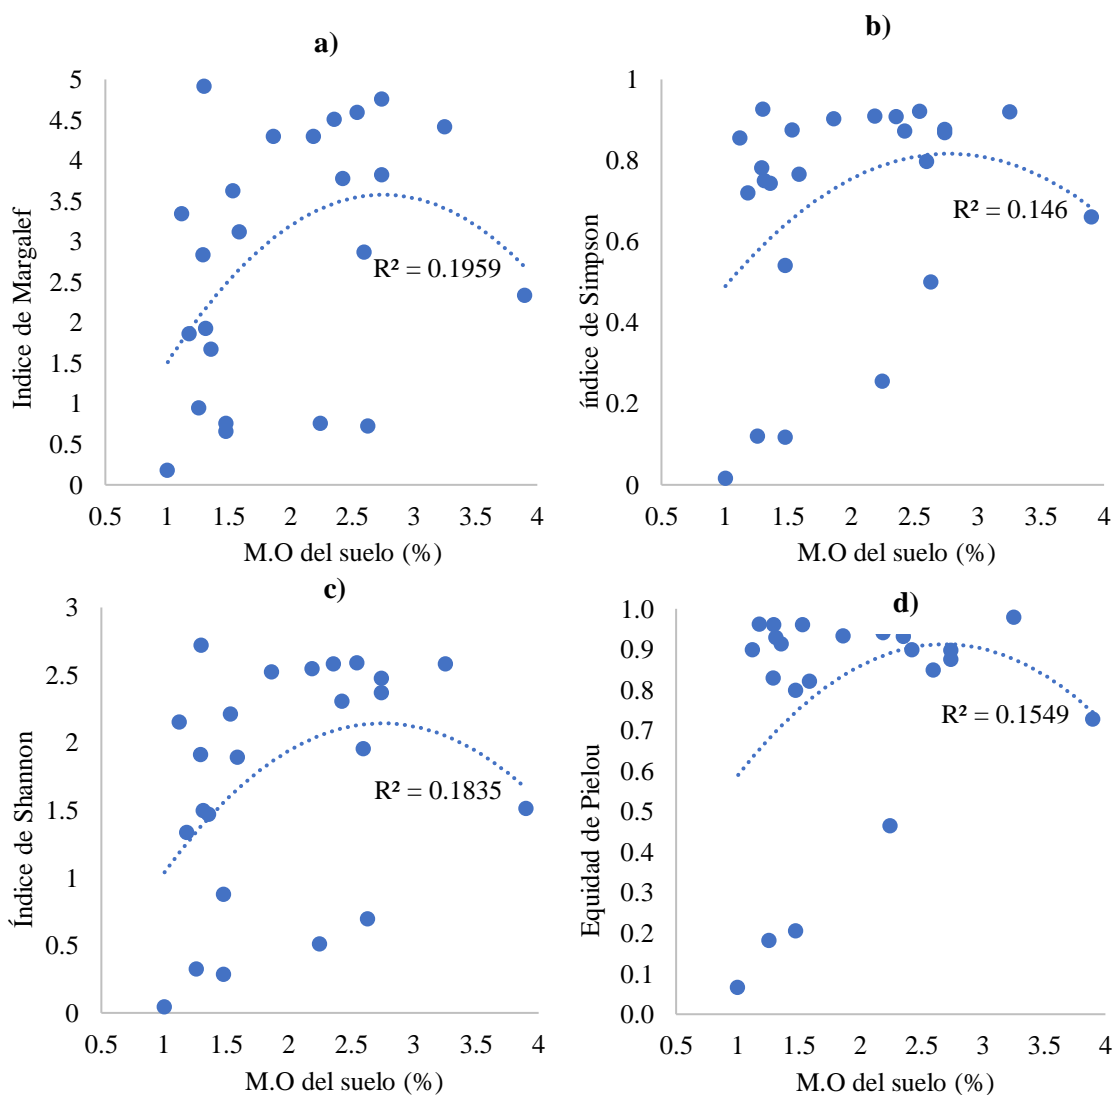 a)
5
4.5
4
3.5
3
2.5
2
1.5
1
0.5
0
Indice de Margalef
R² = 0.1959
0.5 1 1.5 2 2.5 3 3.5 4
M.O del suelo (%)
b)
1
0.8
0.6
0.4
0.2
0
índice de Simpson
R² = 0.146
0.5 1 1.5 2 2.5 3 3.5 4
M.O del suelo (%)
c)
3
2.5
2
1.5
1
0.5
0
Índice de Shannon
R² = 0.1835
0.5 1 1.5 2 2.5 3 3.5 4
M.O del suelo (%)
d)
1.0
0.9
0.8
0.7
0.6
0.5
0.4
0.3
0.2
0.1
0.0
Equidad de Pielou
R² = 0.1549
0.5 1 1.5 2 2.5 3 3.5 4
M.O del suelo (%)